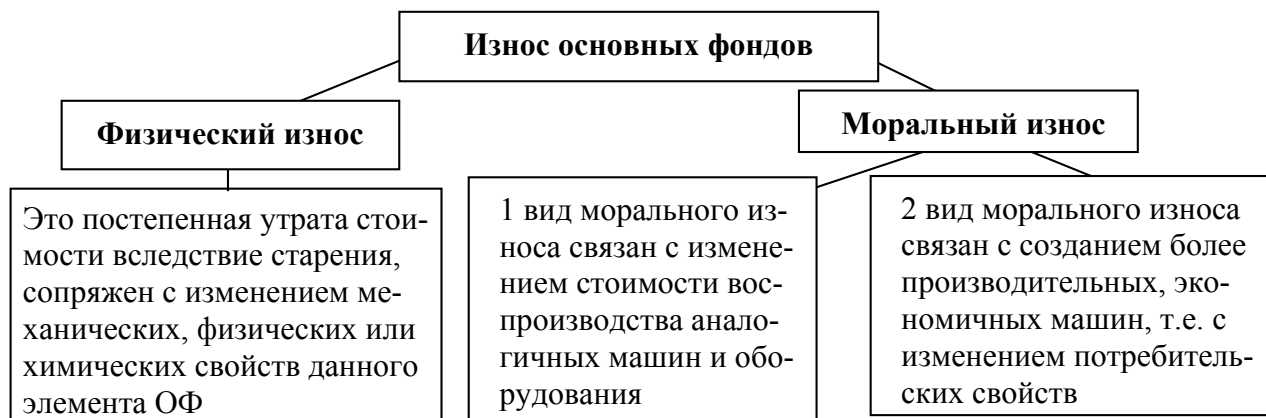 Износ основных фондов
Физический износ
Моральный износ
Это постепенная утрата стои-
мости вследствие старения,
сопряжен с изменением ме-
ханических, физических или
химических свойств данного
элемента ОФ
1 вид морального из-
носа связан с измене-
нием стоимости вос-
производства анало-
гичных машин и обо-
рудования
2 вид морального износа
связан с созданием более
производительных, эко-
номичных машин, т.е. с
изменением потребитель-
ских свойств